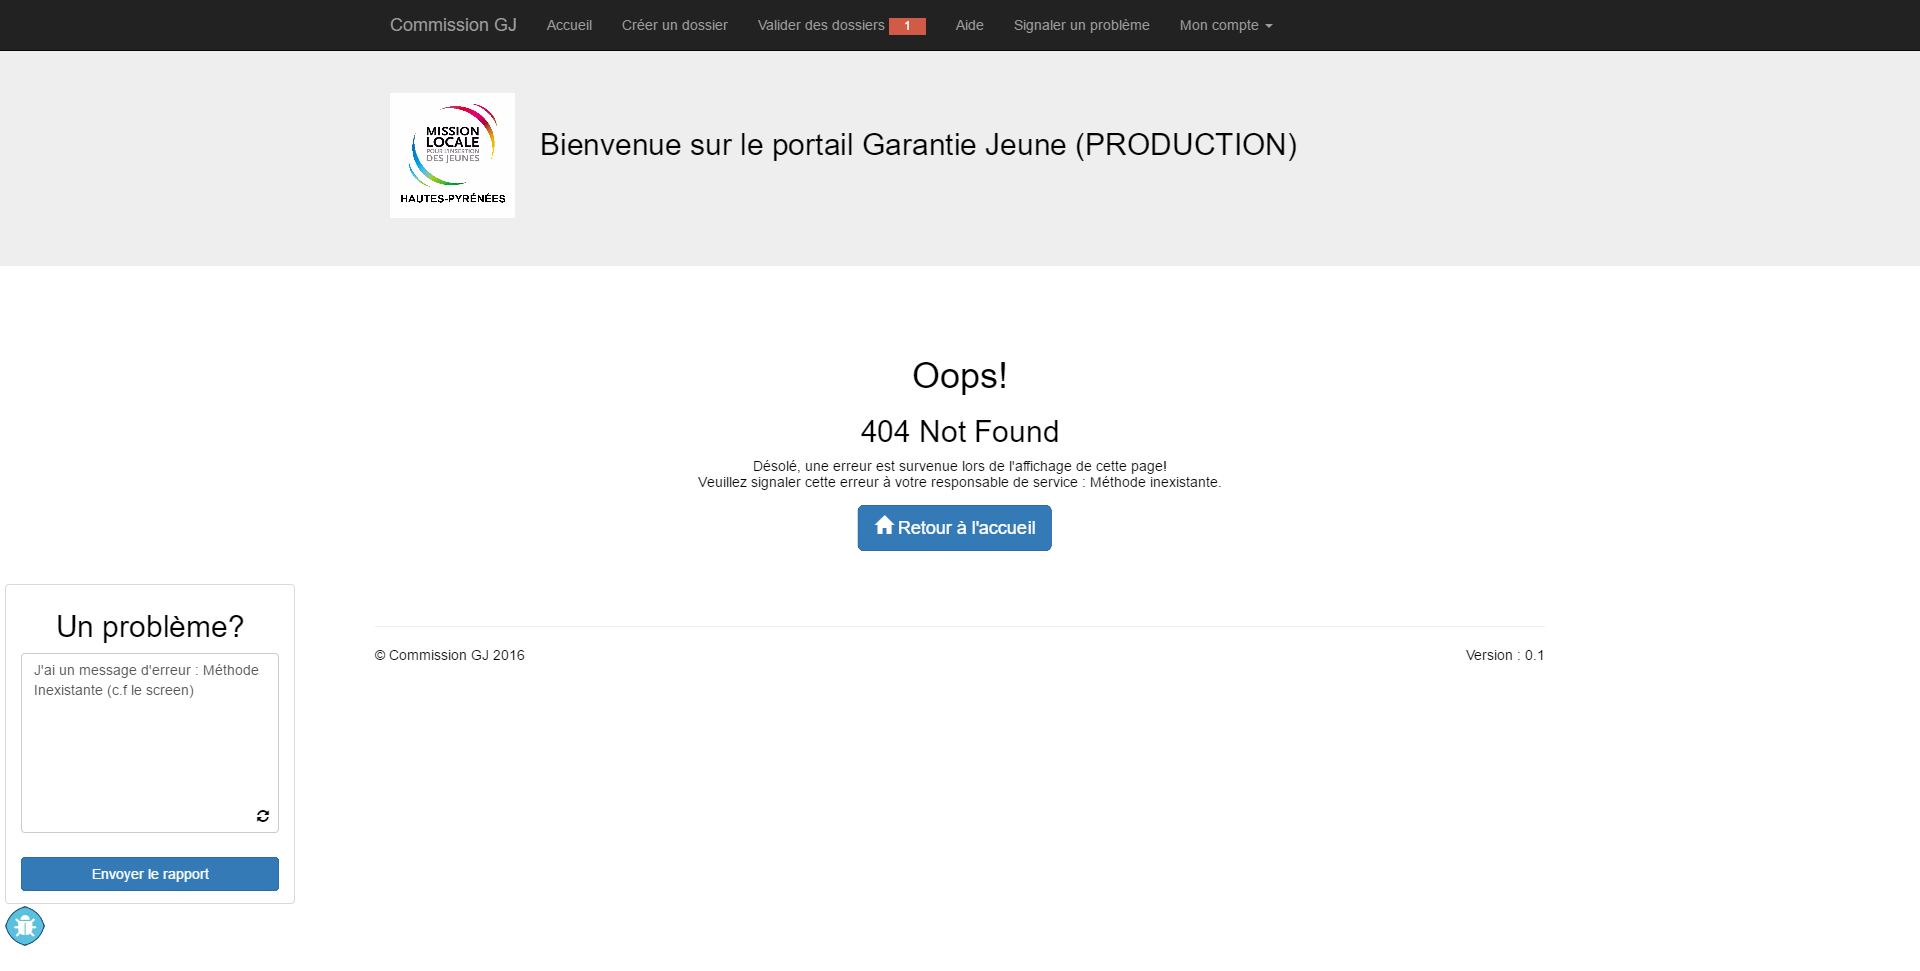 Commission GJ Accueil Créer un dossier Valider des dossiers 1 Aide Signaler un problème Mon compte
MISSION
LOCALE
POUR L'INSERTION
DES JEUNES
HAUTES-PYRÉNÉES
Bienvenue sur le portail Garantie Jeune (PRODUCTION)
Oops!
404 Not Found
Désolé, une erreur est survenue lors de l'affichage de cette page!
Veuillez signaler cette erreur à votre responsable de service : Méthode inexistante.
Retour à l'accueil
Un problème?
J'ai un message d'erreur : Méthode
Inexistante (c.f le screen)
Envoyer le rapport
© Commission GJ 2016
Version : 0.1